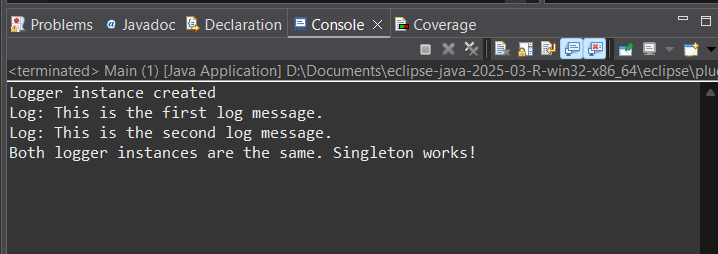 Problems Javadoc Declaration Console Coverage
<terminated> Main (1) [Java Application] D:\Documents\eclipse-java-2025-03-R-win32-x86_64\eclipse\plu
Logger instance created
Log: This is the first log message.
Log: This is the second log message.
Both logger instances are the same. Singleton works!